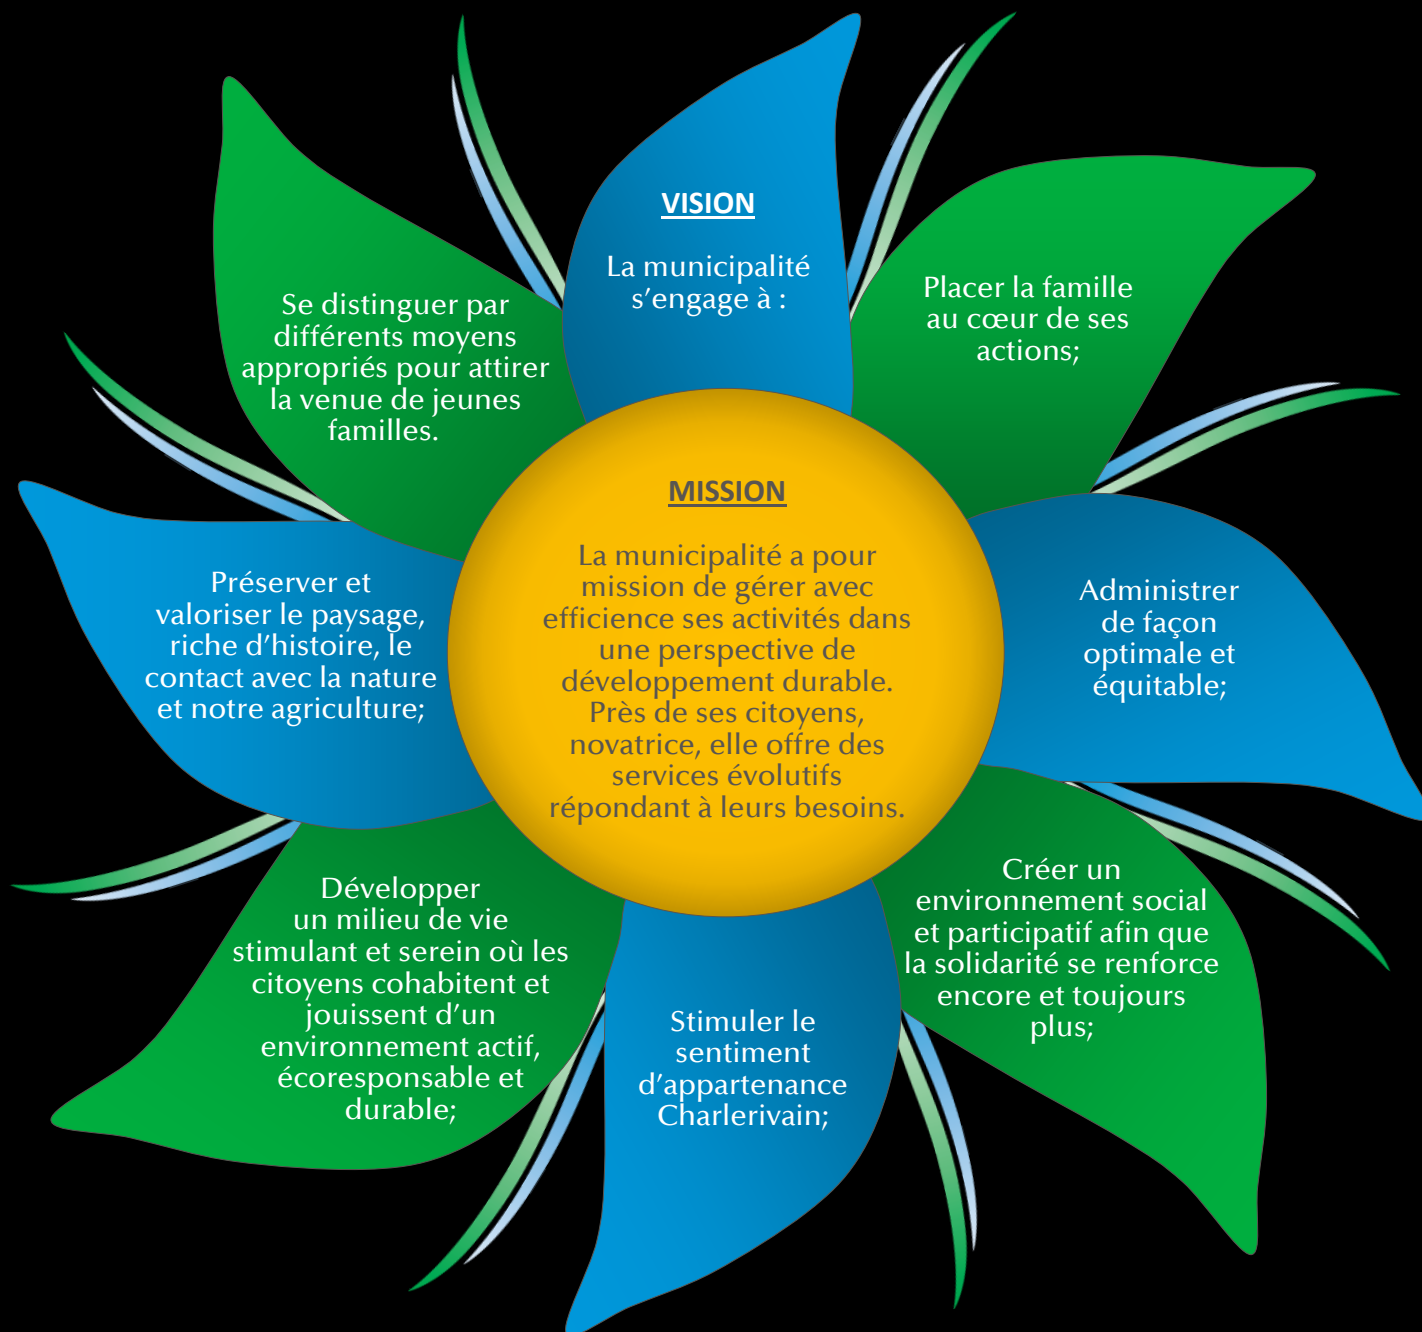 VISION
La municipalité
s’engage à :
Placer la famille
au cœur de ses
actions;
Administrer
de façon
optimale et
équitable;
Créer un
environnement social
et participatif afin que
la solidarité se renforce
encore et toujours
plus;
Stimuler le
sentiment
d’appartenance
Charlerivain;
Développer
un milieu de vie
stimulant et serein où les
citoyens cohabitent et
jouissent d’un
environnement actif,
écoresponsable et
durable;
Préserver et
valoriser le paysage,
riche d’histoire, le
contact avec la nature
et notre agriculture;
Se distinguer par
différents moyens
appropriés pour attirer
la venue de jeunes
familles.
MISSION
La municipalité a pour
mission de gérer avec
efficience ses activités dans
une perspective de
développement durable.
Près de ses citoyens,
novatrice, elle offre des
services évolutifs
répondant à leurs besoins.